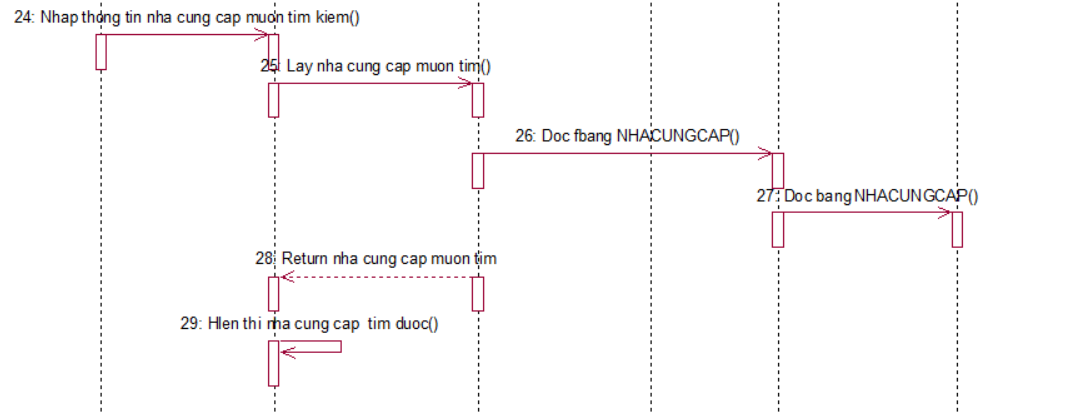 24: Nhap thong tin nha cung cap muon tim kiem()
25: Lay nha cung cap muon tim()
26: Doc fbang NHACUNGCAP()
27: Doc bang NHACUNGCAP()
28: Return nha cung cap muon tim
29: Hlen thi nha cung cap tim duoc()